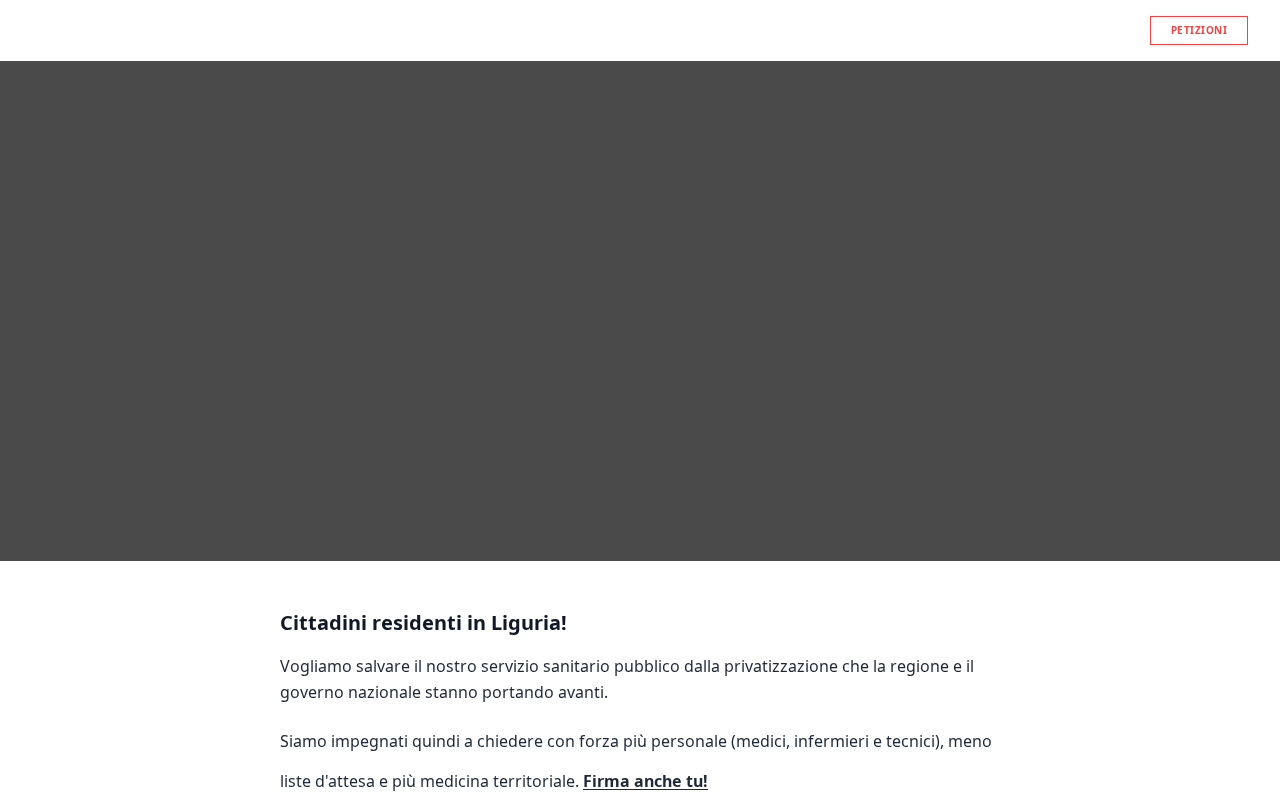 PETIZIONI
Cittadini residenti in Liguria!
Vogliamo salvare il nostro servizio sanitario pubblico dalla privatizzazione che la regione e il
governo nazionale stanno portando avanti.
Siamo impegnati quindi a chiedere con forza più personale (medici, infermieri e tecnici), meno
liste d'attesa e più medicina territoriale. Firma anche tu!